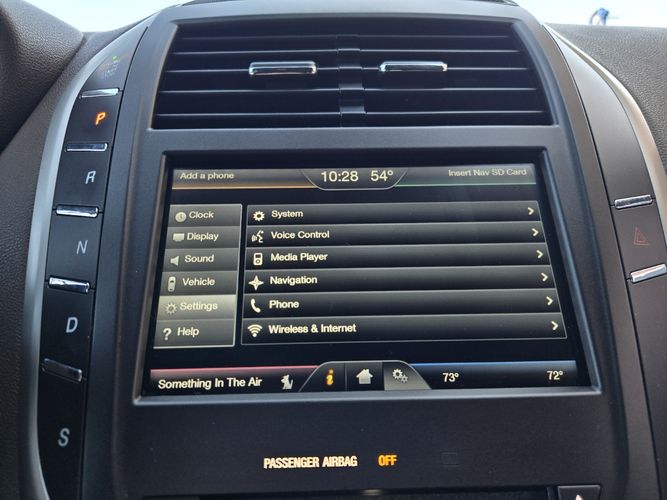 Add a phone 10:28 54° Insert Nav SD Card
P
R
N
D
S
Clock
Display
Sound
Vehicle
Settings
? Help
System
Voice Control
Media Player
Navigation
Phone
Wireless & Internet
Something In The Air i 73° 72°
PASSENGER AIRBAG OFF